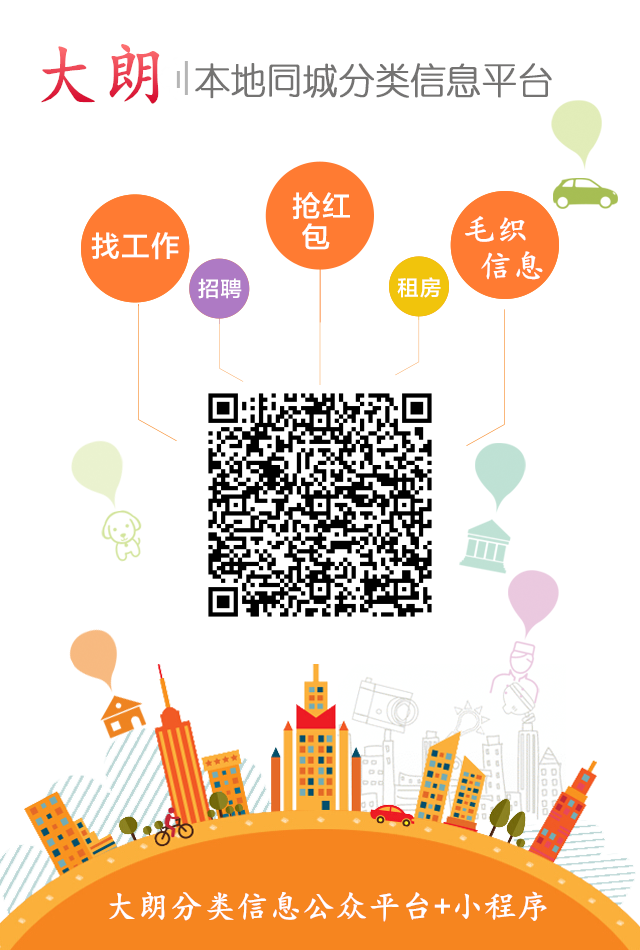 大朗 本地同城分类信息平台
抢红
包
找工作
毛织
信息
招聘
租房
大朗分类信息公众平台+小程序